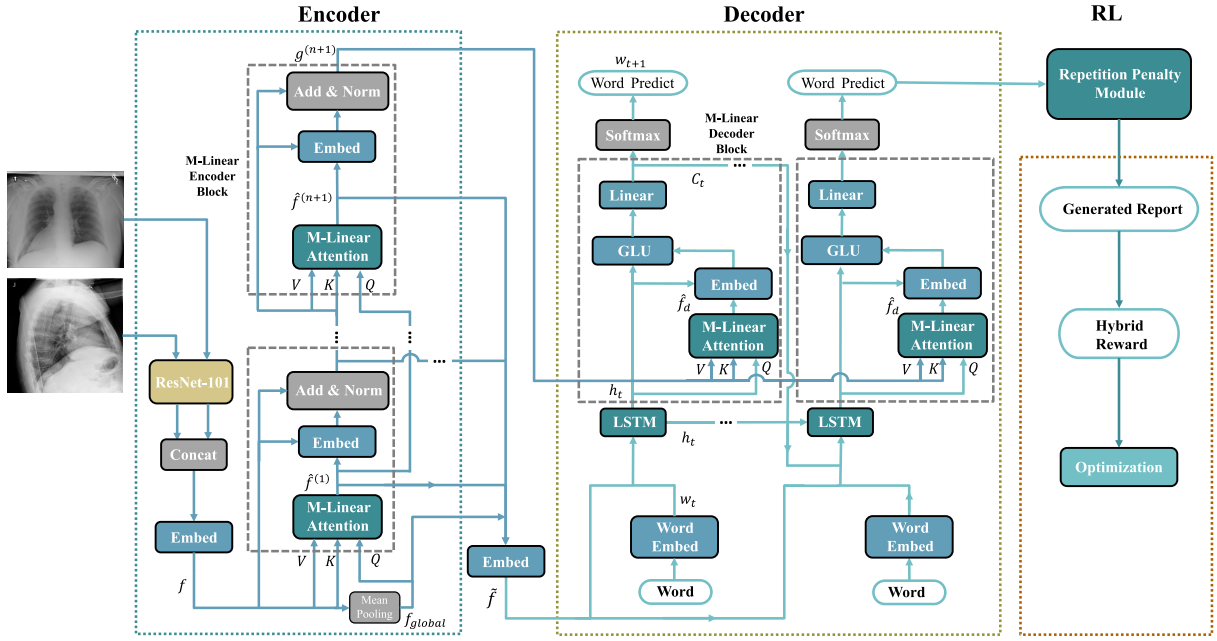 Encoder
Decoder
RL
g^(n+1)
Add & Norm
Embed
M-Linear
Encoder
Block
f̂^(n+1)
M-Linear
Attention
V
K
Q
ResNet-101
Concat
Embed
f
Add & Norm
Embed
f̂^(1)
M-Linear
Attention
V
K
Q
Mean
Pooling
f_global
Embed
f̃
w_t+1
Word Predict
Softmax
M-Linear
Decoder
Block
C_t
Linear
GLU
Embed
f̂_d
M-Linear
Attention
V
K
Q
h_t
LSTM
h_t
w_t
Word
Embed
Word
Word Predict
Softmax
Linear
GLU
Embed
f̂_d
M-Linear
Attention
V
K
Q
LSTM
Word
Embed
Word
Repetition Penalty
Module
Generated Report
Hybrid
Reward
Optimization